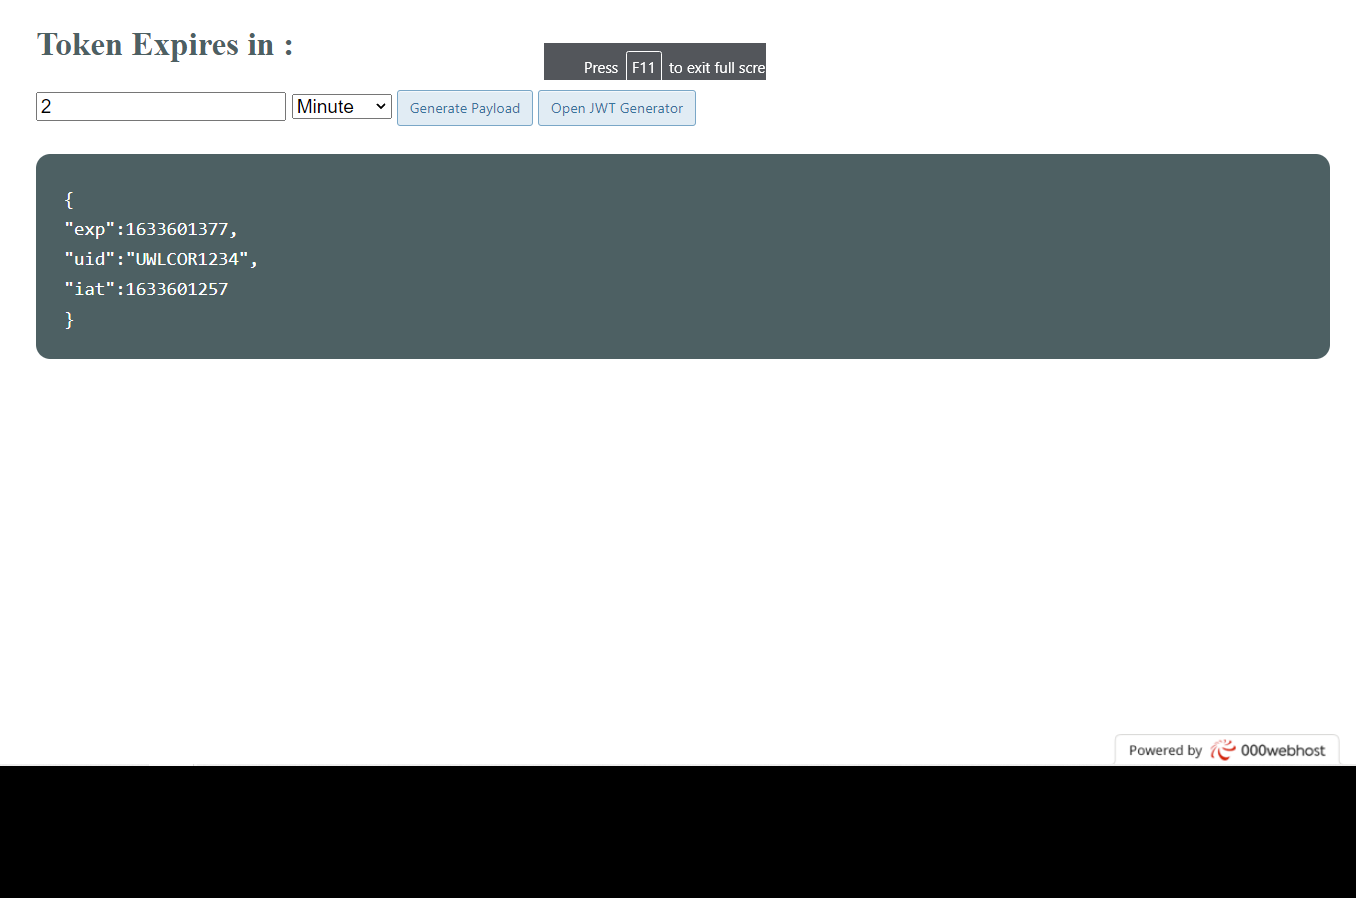 Token Expires in :
Press F11 to exit full scre
2 Minute Generate Payload Open JWT Generator
{
"exp":1633601377,
"uid":"UWLCOR1234",
"iat":1633601257
}
Powered by 000webhost